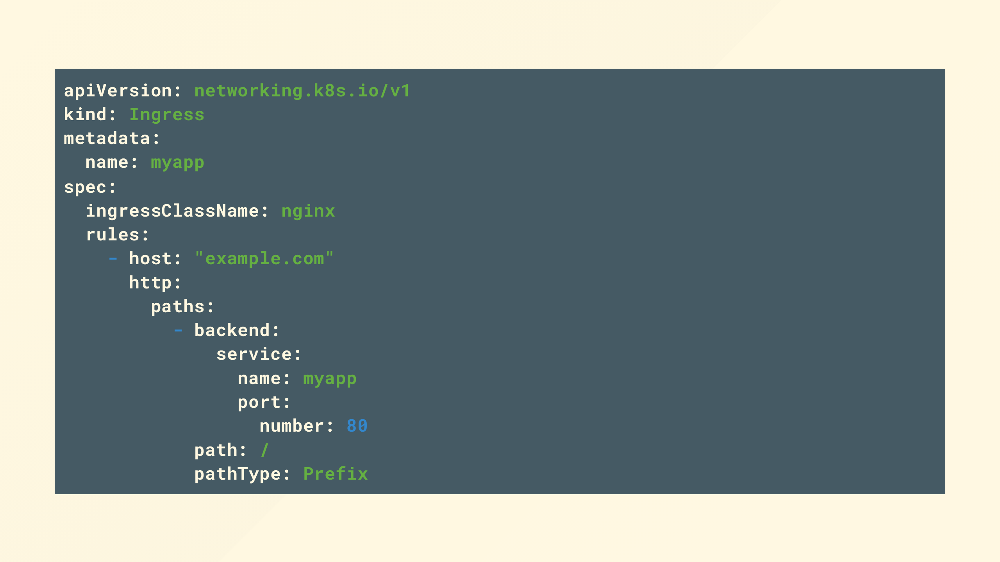 apiVersion: networking.k8s.io/v1
kind: Ingress
metadata:
  name: myapp
spec:
  ingressClassName: nginx
  rules:
    - host: "example.com"
      http:
        paths:
          - backend:
              service:
                name: myapp
                port:
                  number: 80
            path: /
            pathType: Prefix